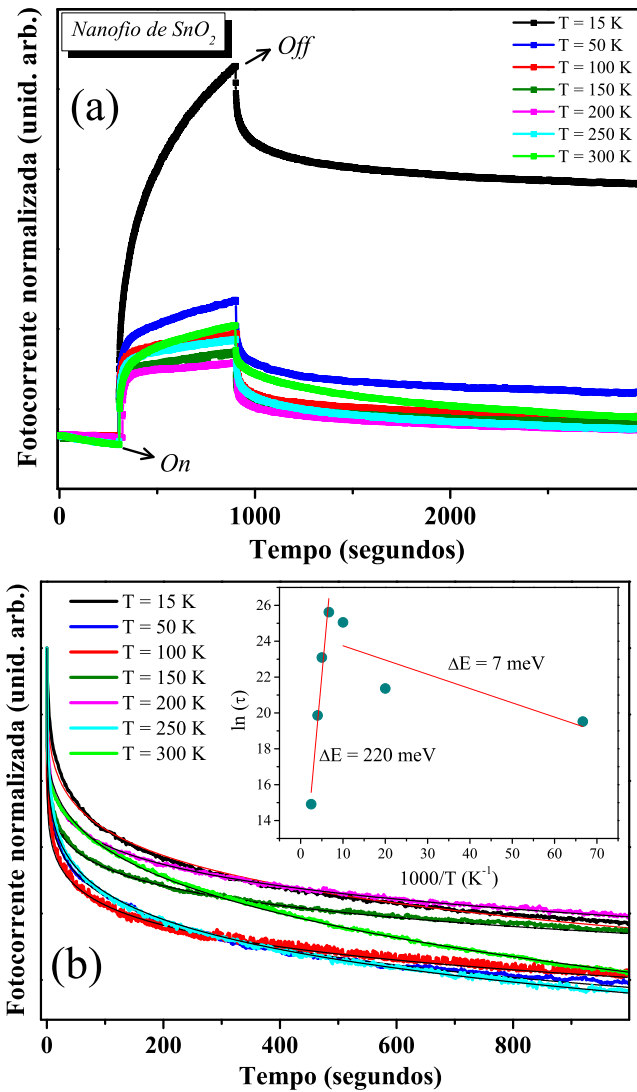 Nanofio de SnO₂
Off
(a)
T = 15 K
T = 50 K
T = 100 K
T = 150 K
T = 200 K
T = 250 K
T = 300 K
On
Fotocorrente normalizada (unid. arb.)
0
1000
2000
Tempo (segundos)
T = 15 K
T = 50 K
T = 100 K
T = 150 K
T = 200 K
T = 250 K
T = 300 K
26
24
22
20
18
16
14
ln (τ)
ΔE = 7 meV
ΔE = 220 meV
0
10
20
30
40
50
60
70
1000/T (K⁻¹)
(b)
Fotocorrente normalizada (unid. arb.)
0
200
400
600
800
Tempo (segundos)